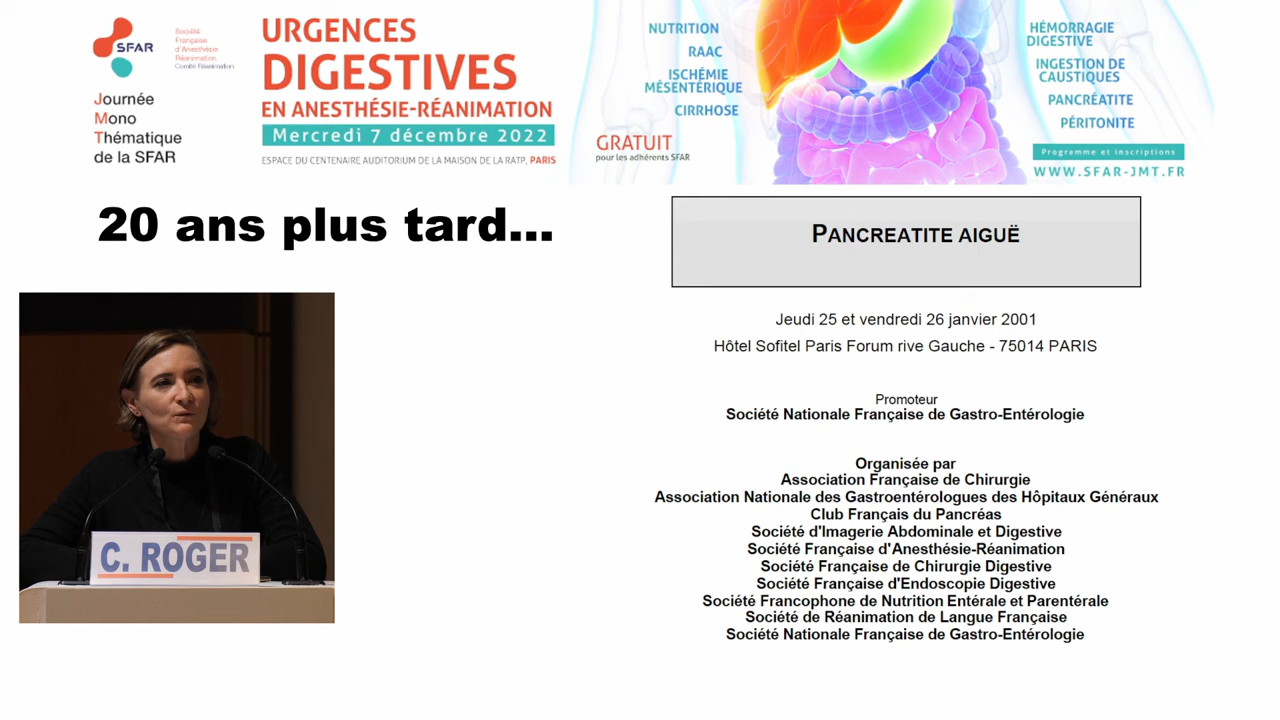 SFAR
Société
Française
d'Anesthésie
Réanimation
Comité Réanimation
Journée
Mono
Thématique
de la SFAR
URGENCES
DIGESTIVES
EN ANESTHÉSIE-RÉANIMATION
Mercredi 7 décembre 2022
ESPACE DU CENTENAIRE AUDITORIUM DE LA MAISON DE LA RATP, PARIS
NUTRITION
RAAC
ISCHÉMIE
MÉSENTÉRIQUE
CIRRHOSE
GRATUIT
pour les adhérents SFAR
HÉMORRAGIE
DIGESTIVE
INGESTION DE
CAUSTIQUES
PANCRÉATITE
PÉRITONITE
Programme et inscriptions
WWW.SFAR-JMT.FR
20 ans plus tard...
C. ROGER
PANCREATITE AIGUË
Jeudi 25 et vendredi 26 janvier 2001
Hôtel Sofitel Paris Forum rive Gauche - 75014 PARIS
Promoteur
Société Nationale Française de Gastro-Entérologie
Organisée par
Association Française de Chirurgie
Association Nationale des Gastroentérologues des Hôpitaux Généraux
Club Français du Pancréas
Société d'Imagerie Abdominale et Digestive
Société Française d'Anesthésie-Réanimation
Société Française de Chirurgie Digestive
Société Française d'Endoscopie Digestive
Société Francophone de Nutrition Entérale et Parentérale
Société de Réanimation de Langue Française
Société Nationale Française de Gastro-Entérologie